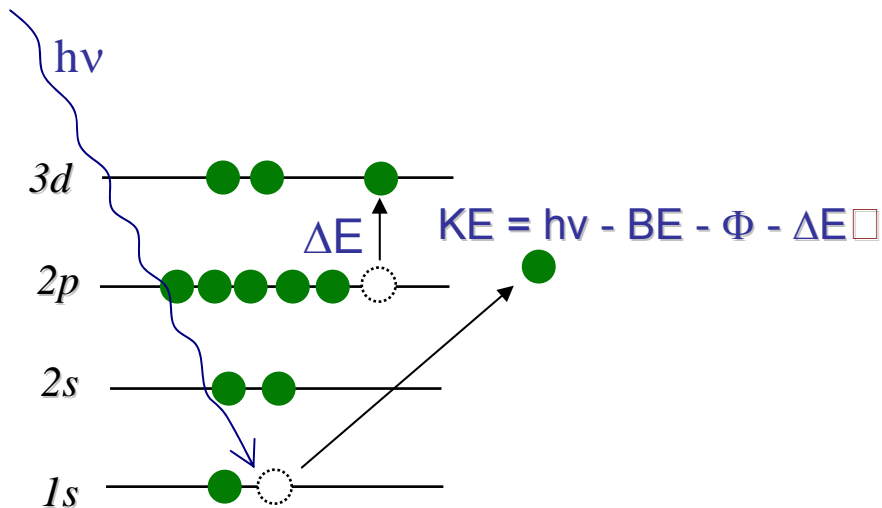 hν
3d
KE = hν - BE - Φ - ΔE
ΔE
2p
2s
1s